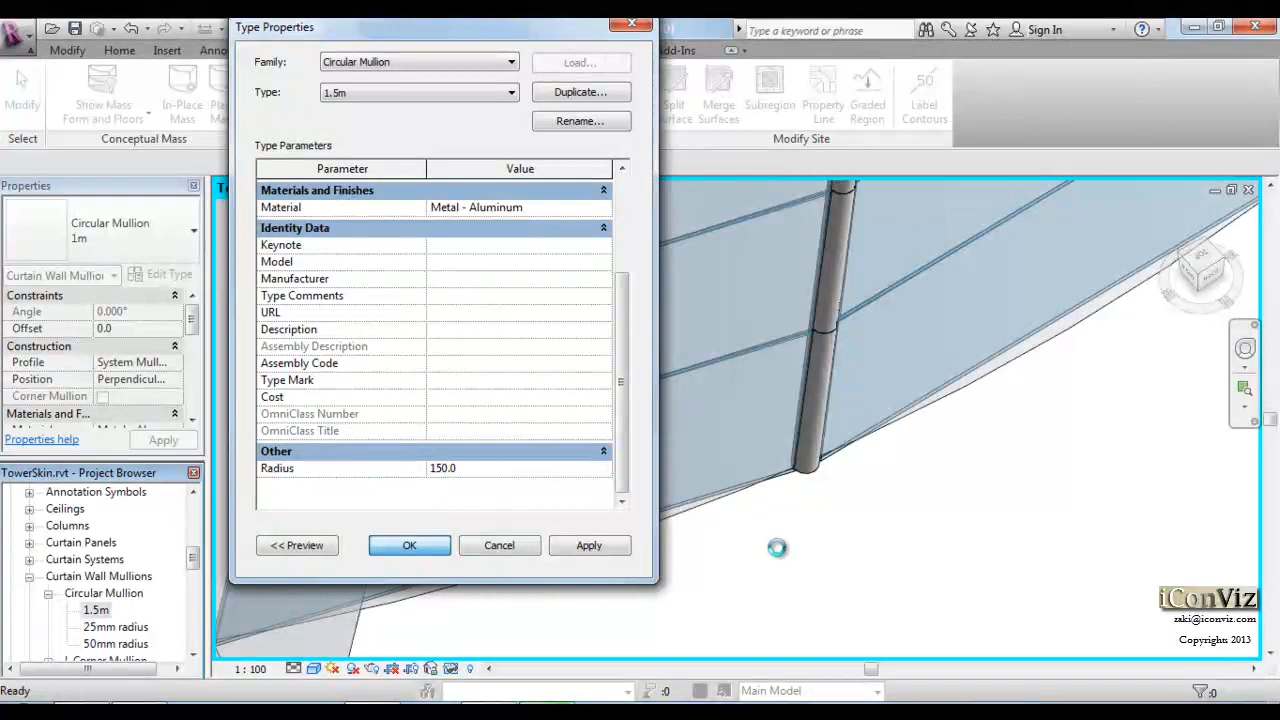 Type Properties
Family:
Circular Mullion
Load...
Type:
1.5m
Duplicate...
Rename...
Type Parameters
Parameter
Value
Materials and Finishes
Material
Metal - Aluminum
Identity Data
Keynote
Model
Manufacturer
Type Comments
URL
Description
Assembly Description
Assembly Code
Type Mark
Cost
OmniClass Number
OmniClass Title
Other
Radius
150.0
<< Preview
OK
Cancel
Apply
Type a keyword or phrase
Sign In
Modify
Home
Insert
Add-Ins
Modify
Show Mass
Form and Floors
In-Place
Mass
Select
Conceptual Mass
Split
Surface
Merge
Surfaces
Subregion
Property
Line
Graded
Region
50
Label
Contours
Modify Site
Properties
Circular Mullion
1m
Edit Type
Constraints
Angle
0.000°
Offset
0.0
Construction
Profile
System Mull...
Position
Perpendicul...
Corner Mullion
Materials and F...
Properties help
Apply
TowerSkin.rvt - Project Browser
Annotation Symbols
Ceilings
Columns
Curtain Panels
Curtain Systems
Curtain Wall Mullions
Circular Mullion
1.5m
25mm radius
50mm radius
L Corner Mullion
iConViz
zaki@iconviz.com
Copyright: 2013
1 : 100
Ready
:0
Main Model
:0